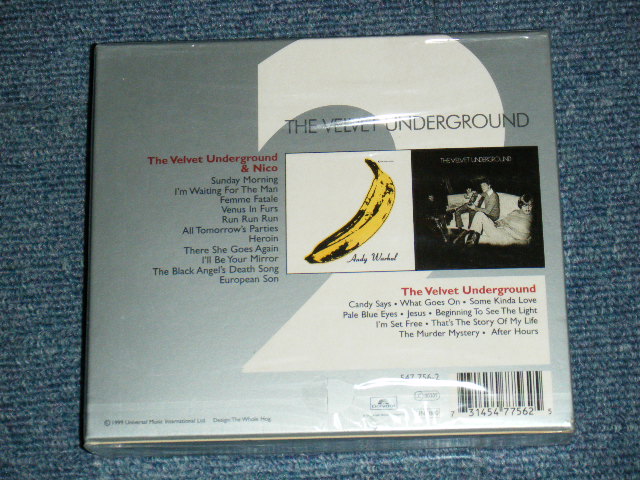 THE VELVET UNDERGROUND
The Velvet Underground
& Nico
Sunday Morning
I'm Waiting For The Man
Femme Fatale
Venus In Furs
Run Run Run
All Tomorrow's Parties
Heroin
There She Goes Again
I'll Be Your Mirror
The Black Angel's Death Song
European Son
Andy Warhol
THE VELVET UNDERGROUND
The Velvet Underground
Candy Says • What Goes On • Some Kinda Love
Pale Blue Eyes • Jesus • Beginning To See The Light
I'm Set Free • That's The Story Of My Life
The Murder Mystery • After Hours
547 756-2
7 31454 77562 5
© 1999 Universal Music International Ltd. Design: The Whole Hog.